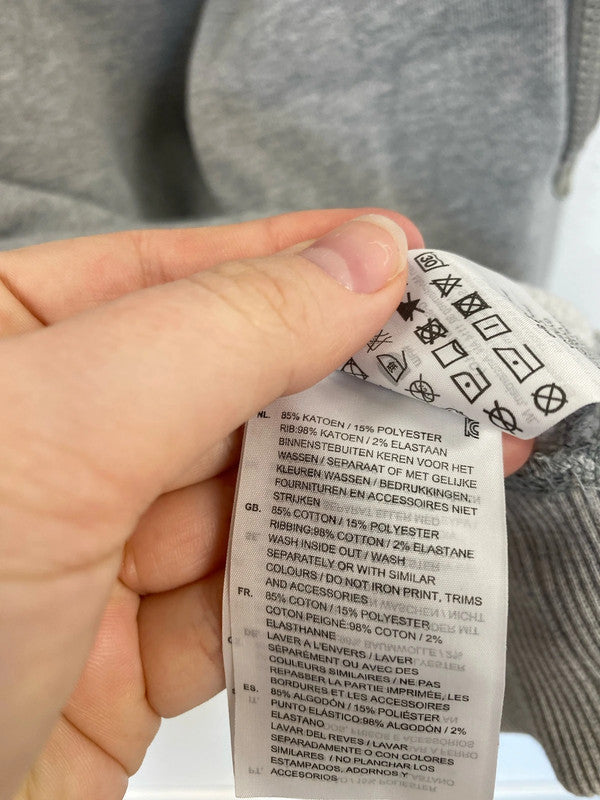 30
NL. 85% KATOEN / 15% POLYESTER
RIB:98% KATOEN / 2% ELASTAAN
BINNENSTEBUITEN KEREN VOOR HET
WASSEN / SEPARAAT OF MET GELIJKE
KLEUREN WASSEN / BEDRUKKINGEN,
FOURNITUREN EN ACCESSOIRES NIET
STRIJKEN
GB. 85% COTTON / 15% POLYESTER
RIBBING:98% COTTON / 2% ELASTANE
WASH INSIDE OUT / WASH
SEPARATELY OR WITH SIMILAR
COLOURS / DO NOT IRON PRINT, TRIMS
AND ACCESSORIES
FR. 85% COTON / 15% POLYESTER
COTON PEIGNÉ:98% COTON / 2%
ELASTHANNE
LAVER A L'ENVERS / LAVER
SÉPARÉMENT OU AVEC DES
COULEURS SIMILAIRES / NE PAS
REPASSER LA PARTIE IMPRIMÉE, LES
BORDURES ET LES ACCESSOIRES
ES. 85% ALGODÓN / 15% POLIÉSTER
PUNTO ELÁSTICO:98% ALGODÓN / 2%
ELASTANO
LAVAR DEL REVES / LAVAR
SEPARADAMENTE O CON COLORES
SIMILARES / NO PLANCHAR LOS
ESTAMPADOS, ADORNOS Y
ACCESORIOS